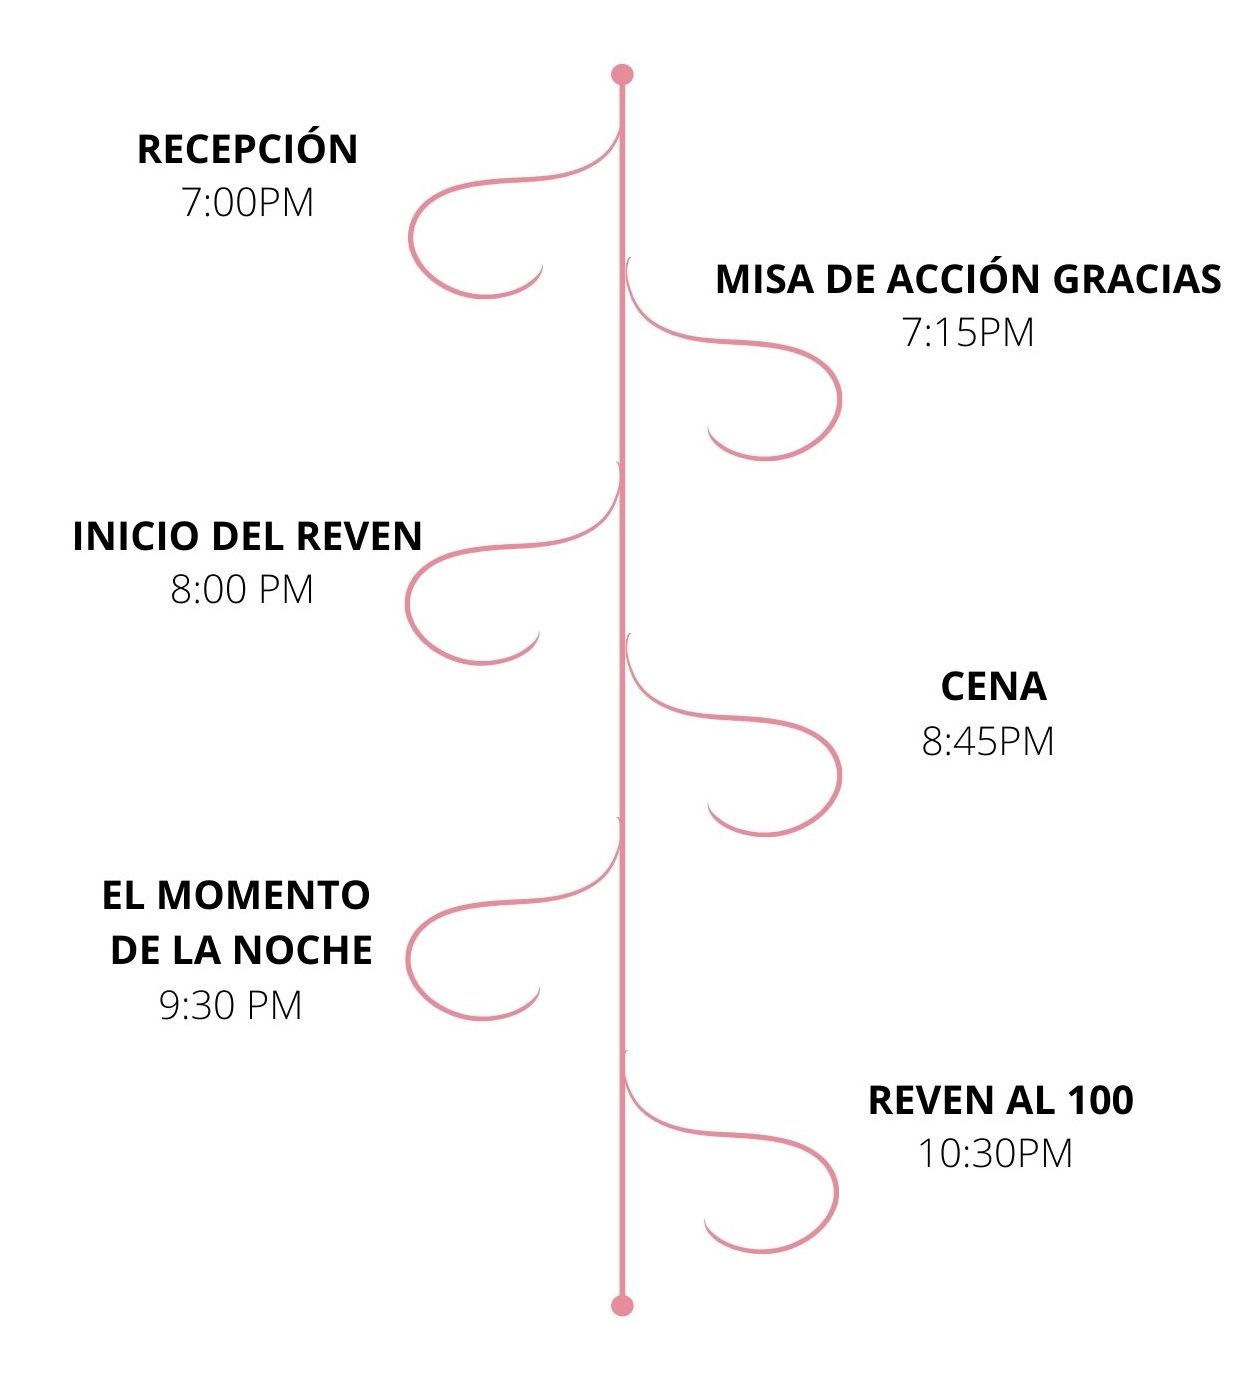 RECEPCIÓN
7:00PM
MISA DE ACCIÓN GRACIAS
7:15PM
INICIO DEL REVEN
8:00 PM
CENA
8:45PM
EL MOMENTO
DE LA NOCHE
9:30 PM
REVEN AL 100
10:30PM